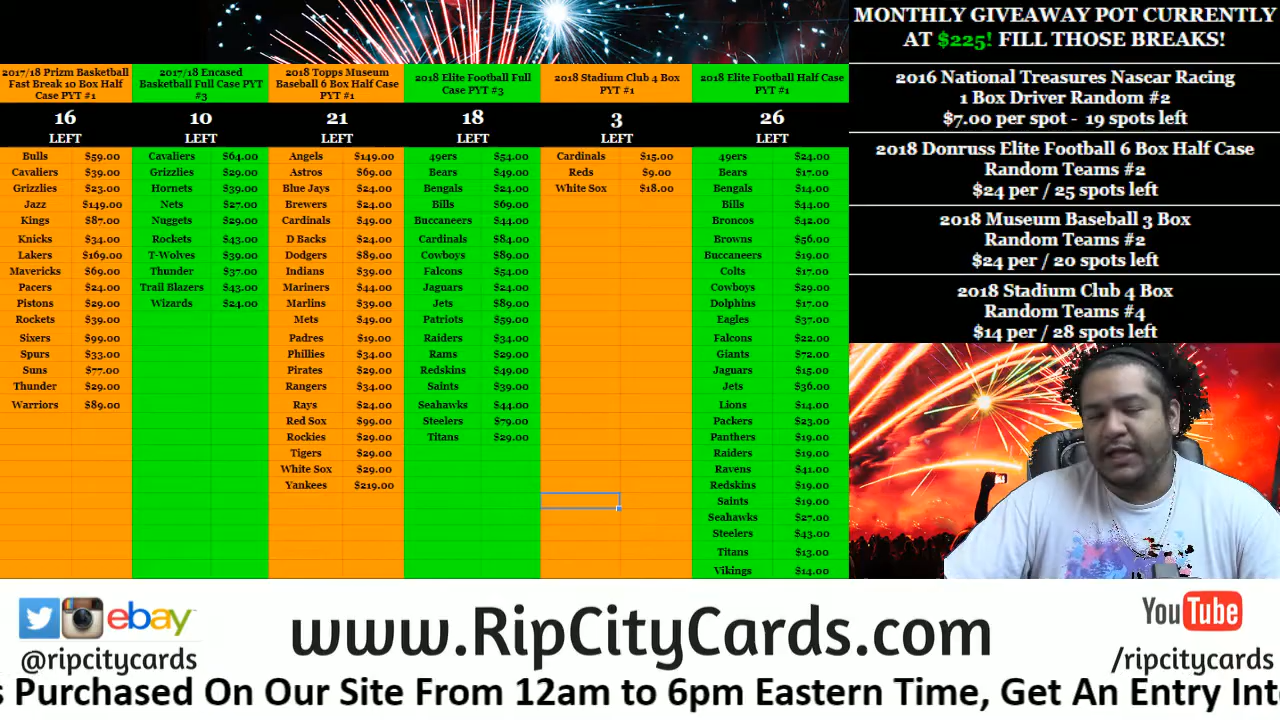 MONTHLY GIVEAWAY POT CURRENTLY
AT $225! FILL THOSE BREAKS!
2017/18 Prizm Basketball
Fast Break 10 Box Half
Case PYT #1
16
LEFT
Bulls $59.00
Cavaliers $39.00
Grizzlies $23.00
Jazz $149.00
Kings $87.00
Knicks $34.00
Lakers $169.00
Mavericks $69.00
Pacers $24.00
Pistons $29.00
Rockets $39.00
Sixers $99.00
Spurs $33.00
Suns $77.00
Thunder $29.00
Warriors $89.00
2017/18 Encased
Basketball Full Case PYT
#3
10
LEFT
Cavaliers $64.00
Grizzlies $29.00
Hornets $39.00
Nets $27.00
Nuggets $29.00
Rockets $43.00
T-Wolves $39.00
Thunder $37.00
Trail Blazers $43.00
Wizards $24.00
2018 Topps Museum
Baseball 6 Box Half Case
PYT #1
21
LEFT
Angels $149.00
Astros $69.00
Blue Jays $24.00
Brewers $24.00
Cardinals $49.00
D Backs $24.00
Dodgers $89.00
Indians $39.00
Mariners $44.00
Marlins $39.00
Mets $49.00
Padres $19.00
Phillies $34.00
Pirates $29.00
Rangers $34.00
Rays $24.00
Red Sox $99.00
Rockies $29.00
Tigers $29.00
White Sox $29.00
Yankees $219.00
2018 Elite Football Full
Case PYT #3
18
LEFT
49ers $54.00
Bears $49.00
Bengals $24.00
Bills $69.00
Buccaneers $44.00
Cardinals $84.00
Cowboys $89.00
Falcons $54.00
Jaguars $24.00
Jets $89.00
Patriots $59.00
Raiders $34.00
Rams $29.00
Redskins $49.00
Saints $39.00
Seahawks $44.00
Steelers $79.00
Titans $29.00
2018 Stadium Club 4 Box
PYT #1
3
LEFT
Cardinals $15.00
Reds $9.00
White Sox $18.00
2018 Elite Football Half Case
PYT #1
26
LEFT
49ers $24.00
Bears $17.00
Bengals $14.00
Bills $44.00
Broncos $42.00
Browns $56.00
Buccaneers $19.00
Colts $17.00
Cowboys $29.00
Dolphins $17.00
Eagles $37.00
Falcons $22.00
Giants $72.00
Jaguars $15.00
Jets $36.00
Lions $14.00
Packers $23.00
Panthers $19.00
Raiders $19.00
Ravens $41.00
Redskins $19.00
Saints $19.00
Seahawks $27.00
Steelers $43.00
Titans $13.00
Vikings $14.00
2016 National Treasures Nascar Racing
1 Box Driver Random #2
$7.00 per spot - 19 spots left
2018 Donruss Elite Football 6 Box Half Case
Random Teams #2
$24 per / 25 spots left
2018 Museum Baseball 3 Box
Random Teams #2
$24 per / 20 spots left
2018 Stadium Club 4 Box
Random Teams #4
$14 per / 28 spots left
ebay
@ripcitycards
www.RipCityCards.com
YouTube
/ripcitycards
s Purchased On Our Site From 12am to 6pm Eastern Time, Get An Entry Int